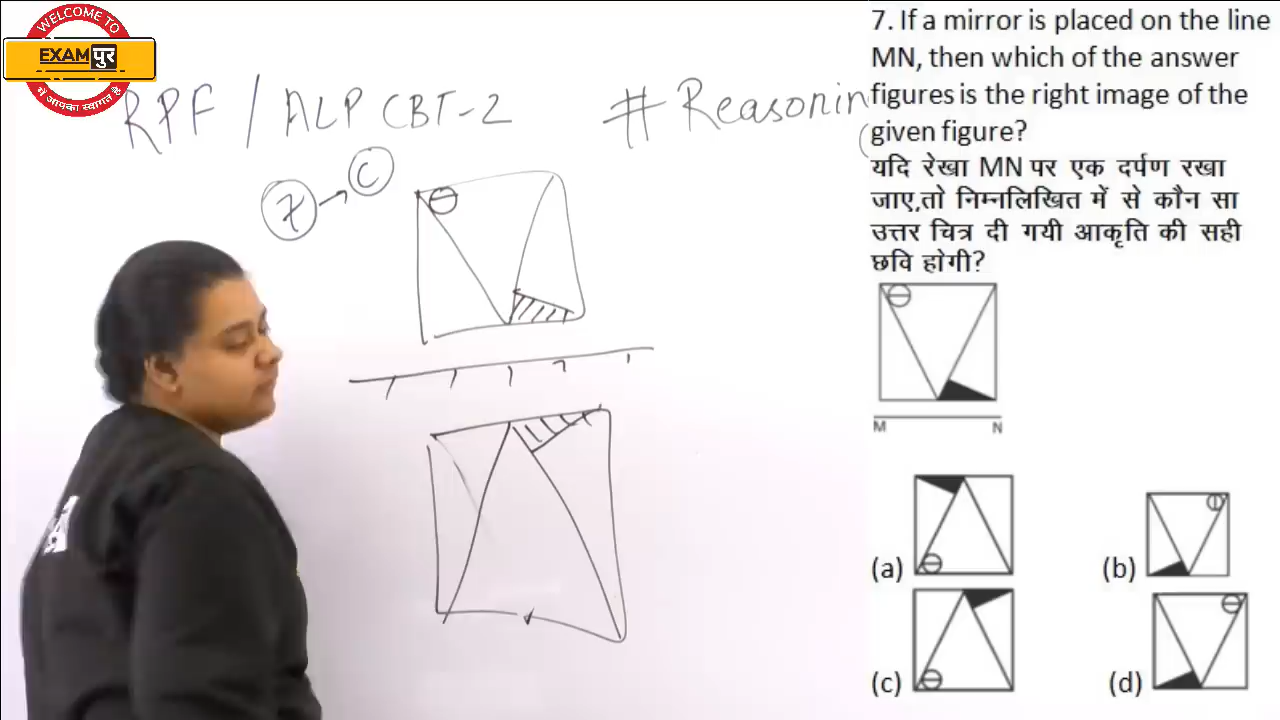 WELCOME TO
EXAMपुर
में आपका स्वागत है
RPF / ALP CBT-2 # Reasonin
7 → C
7. If a mirror is placed on the line
MN, then which of the answer
figures is the right image of the
given figure?
यदि रेखा MN पर एक दर्पण रखा
जाए,तो निम्नलिखित में से कौन सा
उत्तर चित्र दी गयी आकृति की सही
छवि होगी?
M N
(a) (b)
(c) (d)